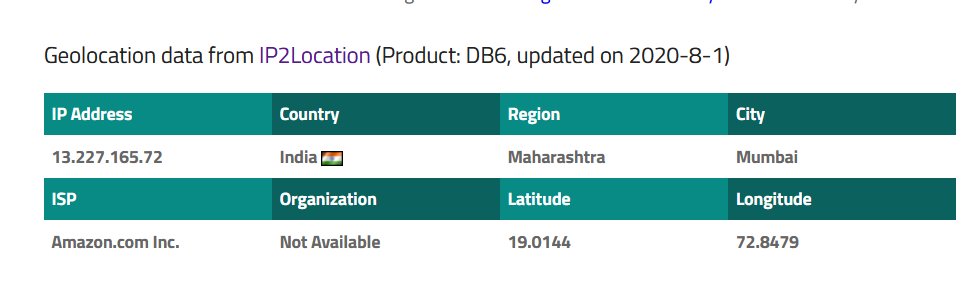 Geolocation data from IP2Location (Product: DB6, updated on 2020-8-1)
IP Address Country Region City
13.227.165.72 India Maharashtra Mumbai
ISP Organization Latitude Longitude
Amazon.com Inc. Not Available 19.0144 72.8479